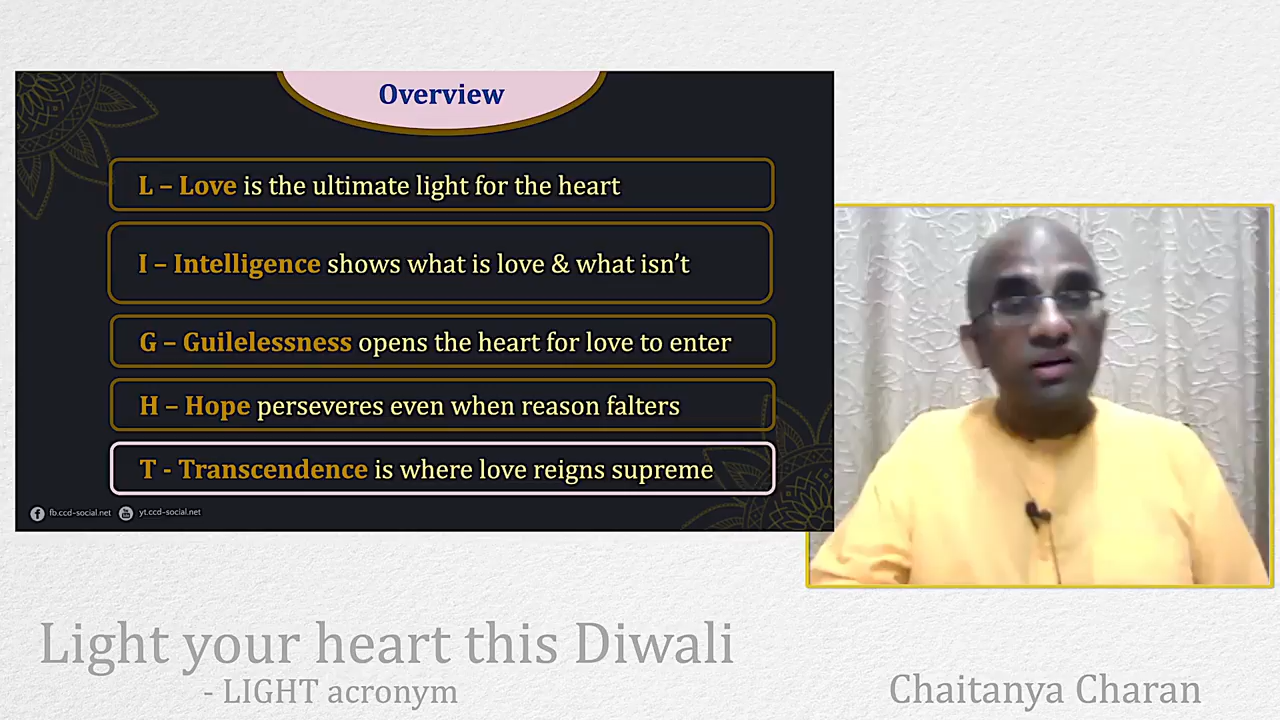 Overview
L – Love is the ultimate light for the heart
I – Intelligence shows what is love & what isn’t
G – Guilelessness opens the heart for love to enter
H – Hope perseveres even when reason falters
T - Transcendence is where love reigns supreme
fb.ccd-social.net yt.ccd-social.net
Light your heart this Diwali
- LIGHT acronym
Chaitanya Charan